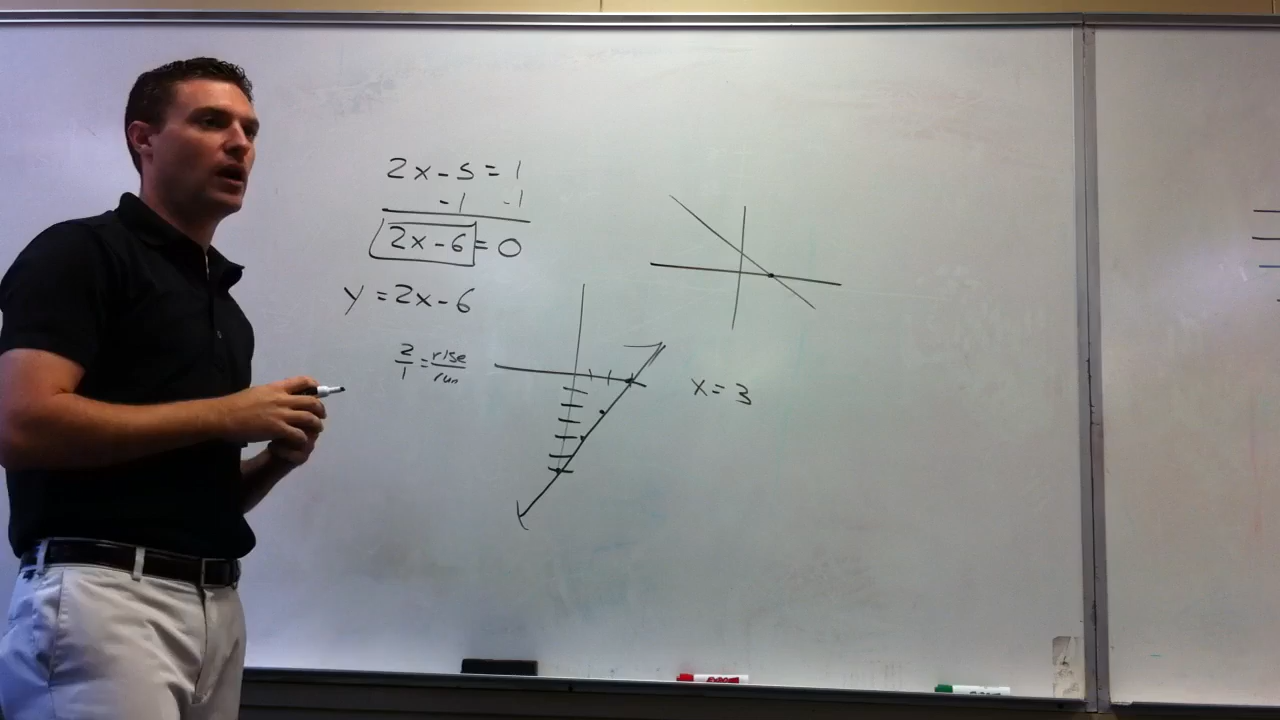 2x-5=1
-1 -1
2x-6=0
y=2x-6
2/1=rise/run
x=3